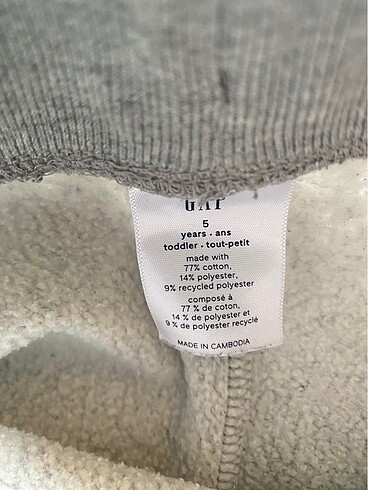 GAP
5
years · ans
toddler · tout-petit
made with
77% cotton,
14% polyester,
9% recycled polyester
composé à
77 % de coton,
14 % de polyester et
9 % de polyester recyclé
MADE IN CAMBODIA